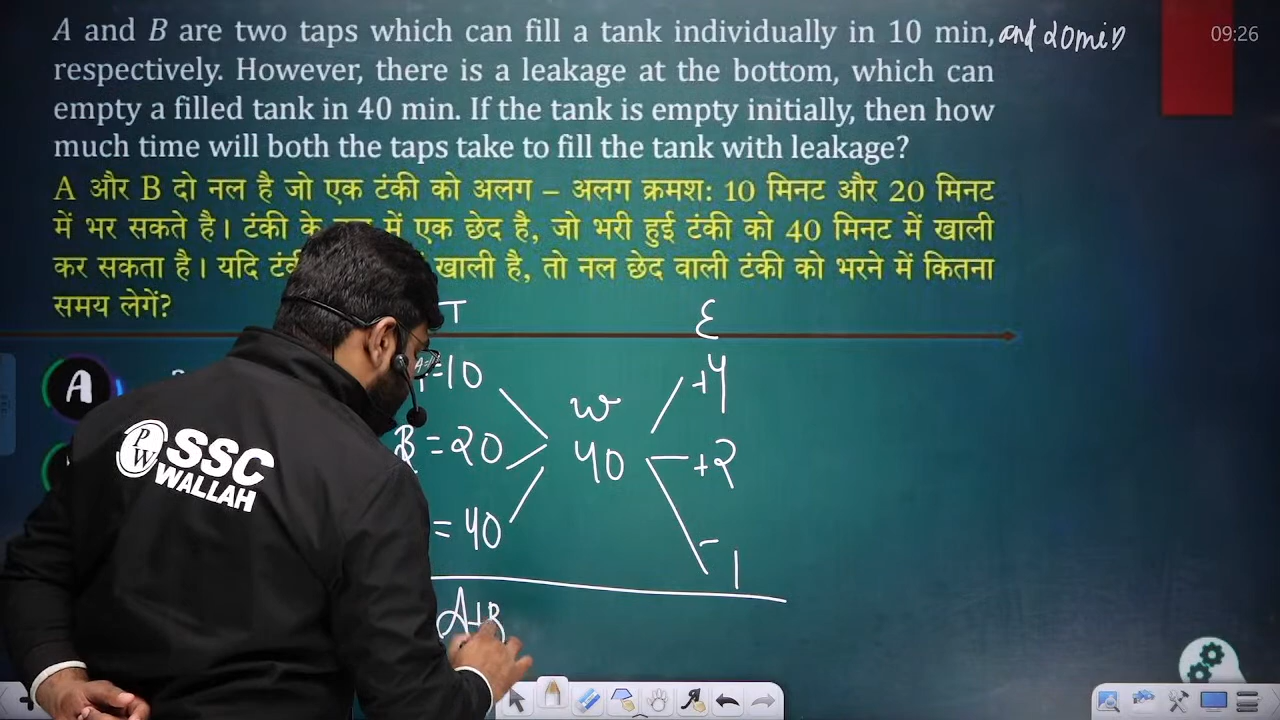 A and B are two taps which can fill a tank individually in 10 min, and 20min
respectively. However, there is a leakage at the bottom, which can
empty a filled tank in 40 min. If the tank is empty initially, then how
much time will both the taps take to fill the tank with leakage?
09:26
A और B दो नल है जो एक टंकी को अलग – अलग क्रमश: 10 मिनट और 20 मिनट
में भर सकते है। टंकी के में एक छेद है, जो भरी हुई टंकी को 40 मिनट में खाली
कर सकता है। यदि खाली है, तो नल छेद वाली टंकी को भरने में कितना
समय लेगें?
T
E
A
=10
W
+4
B = 20
40
+2
= 40
-1
A+B
PW SSC
WALLAH